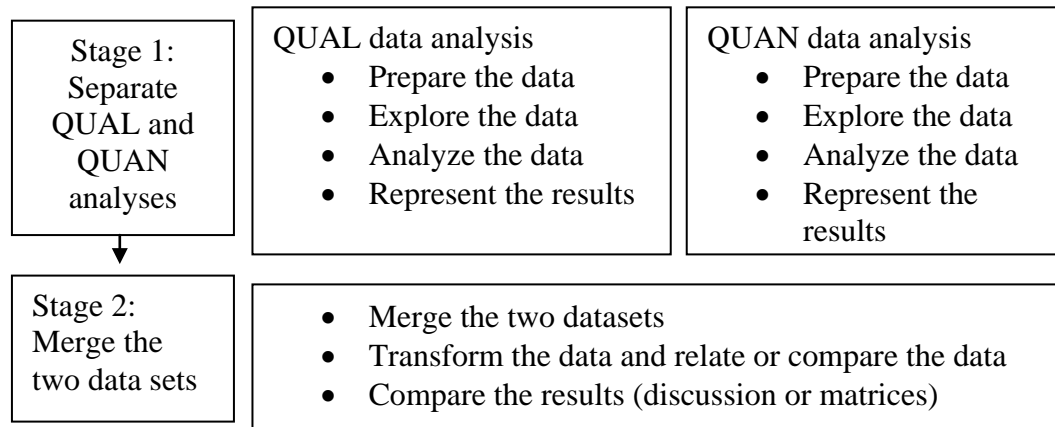 Stage 1:
Separate
QUAL and
QUAN
analyses
QUAL data analysis
• Prepare the data
• Explore the data
• Analyze the data
• Represent the results
QUAN data analysis
• Prepare the data
• Explore the data
• Analyze the data
• Represent the
results
Stage 2:
Merge the
two data sets
• Merge the two datasets
• Transform the data and relate or compare the data
• Compare the results (discussion or matrices)